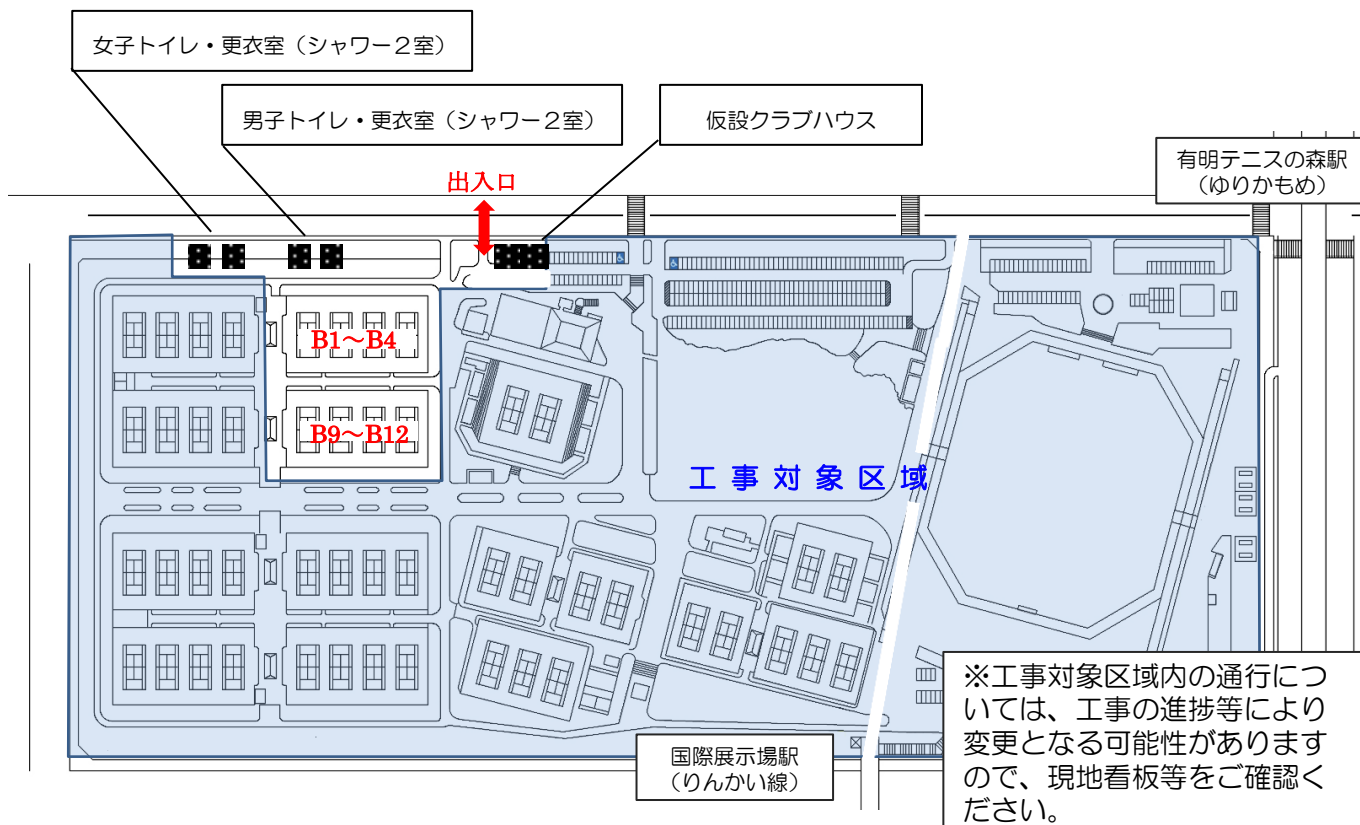 女子トイレ・更衣室（シャワー２室）
男子トイレ・更衣室（シャワー２室）
仮設クラブハウス
有明テニスの森駅
（ゆりかもめ）
出入口
B1～B4
B9～B12
工事対象区域
国際展示場駅
（りんかい線）
※工事対象区域内の通行につ
いては、工事の進捗等により
変更となる可能性があります
ので、現地看板等をご確認く
ださい。